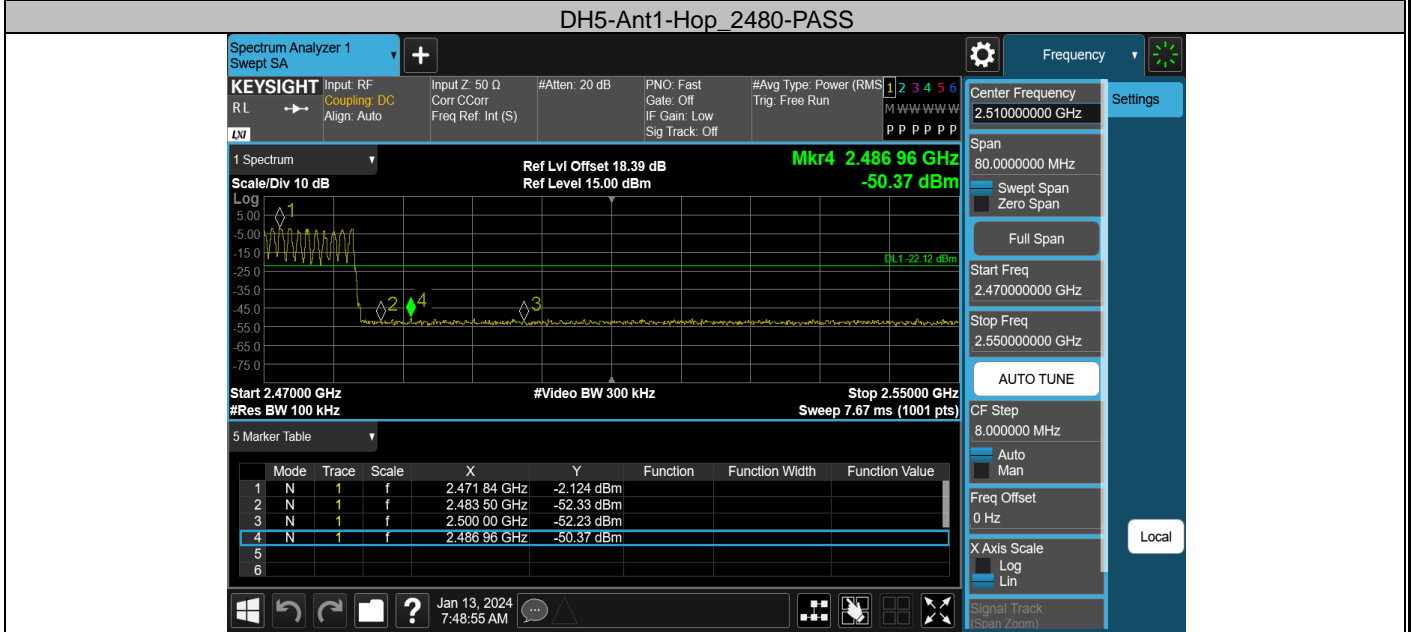 DH5-Ant1-Hop_2480-PASS
Spectrum Analyzer 1
Swept SA
+
Frequency
KEYSIGHT
RL
LXI
Input: RF
Coupling: DC
Align: Auto
Input Z: 50 Ω
Corr CCorr
Freq Ref: Int (S)
#Atten: 20 dB
PNO: Fast
Gate: Off
IF Gain: Low
Sig Track: Off
#Avg Type: Power (RMS
Trig: Free Run
1 2 3 4 5 6
M W W W W W
P P P P P P
Center Frequency
2.510000000 GHz
Settings
Span
80.0000000 MHz
Swept Span
Zero Span
Full Span
Start Freq
2.470000000 GHz
Stop Freq
2.550000000 GHz
AUTO TUNE
CF Step
8.000000 MHz
Auto
Man
Freq Offset
0 Hz
X Axis Scale
Log
Lin
Signal Track
(Span Zoom)
Local
1 Spectrum
Scale/Div 10 dB
Ref Lvl Offset 18.39 dB
Ref Level 15.00 dBm
Mkr4 2.486 96 GHz
-50.37 dBm
Log
5.00
-5.00
-15.0
-25.0
-35.0
-45.0
-55.0
-65.0
-75.0
1
2
4
3
DL1 -22.12 dBm
Start 2.47000 GHz
#Video BW 300 kHz
Stop 2.55000 GHz
#Res BW 100 kHz
Sweep 7.67 ms (1001 pts)
5 Marker Table
Mode Trace Scale X Y Function Function Width Function Value
1 N 1 f 2.471 84 GHz -2.124 dBm
2 N 1 f 2.483 50 GHz -52.33 dBm
3 N 1 f 2.500 00 GHz -52.23 dBm
4 N 1 f 2.486 96 GHz -50.37 dBm
5
6
?
Jan 13, 2024
7:48:55 AM